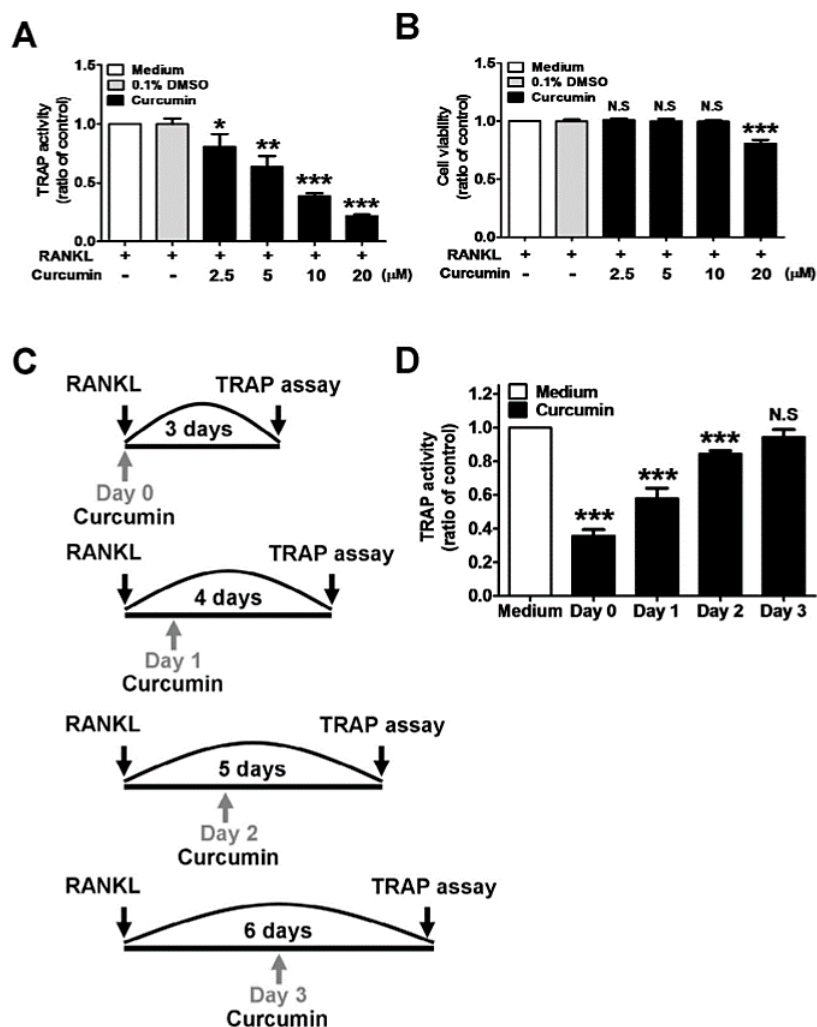 A
Medium
0.1% DMSO
Curcumin
TRAP activity
(ratio of control)
1.5
1.0
0.5
0.0
*
**
***
***
RANKL + + + + + +
Curcumin - - 2.5 5 10 20 (μM)
B
Medium
0.1% DMSO
Curcumin
Cell viability
(ratio of control)
1.5
1.0
0.5
0.0
N.S N.S N.S
***
RANKL + + + + + +
Curcumin - - 2.5 5 10 20 (μM)
C
RANKL TRAP assay
3 days
Day 0
Curcumin
RANKL TRAP assay
4 days
Day 1
Curcumin
RANKL TRAP assay
5 days
Day 2
Curcumin
RANKL TRAP assay
6 days
Day 3
Curcumin
D
Medium
Curcumin
TRAP activity
(ratio of control)
1.2
1.0
0.8
0.6
0.4
0.2
0.0
***
***
***
N.S
Medium Day 0 Day 1 Day 2 Day 3